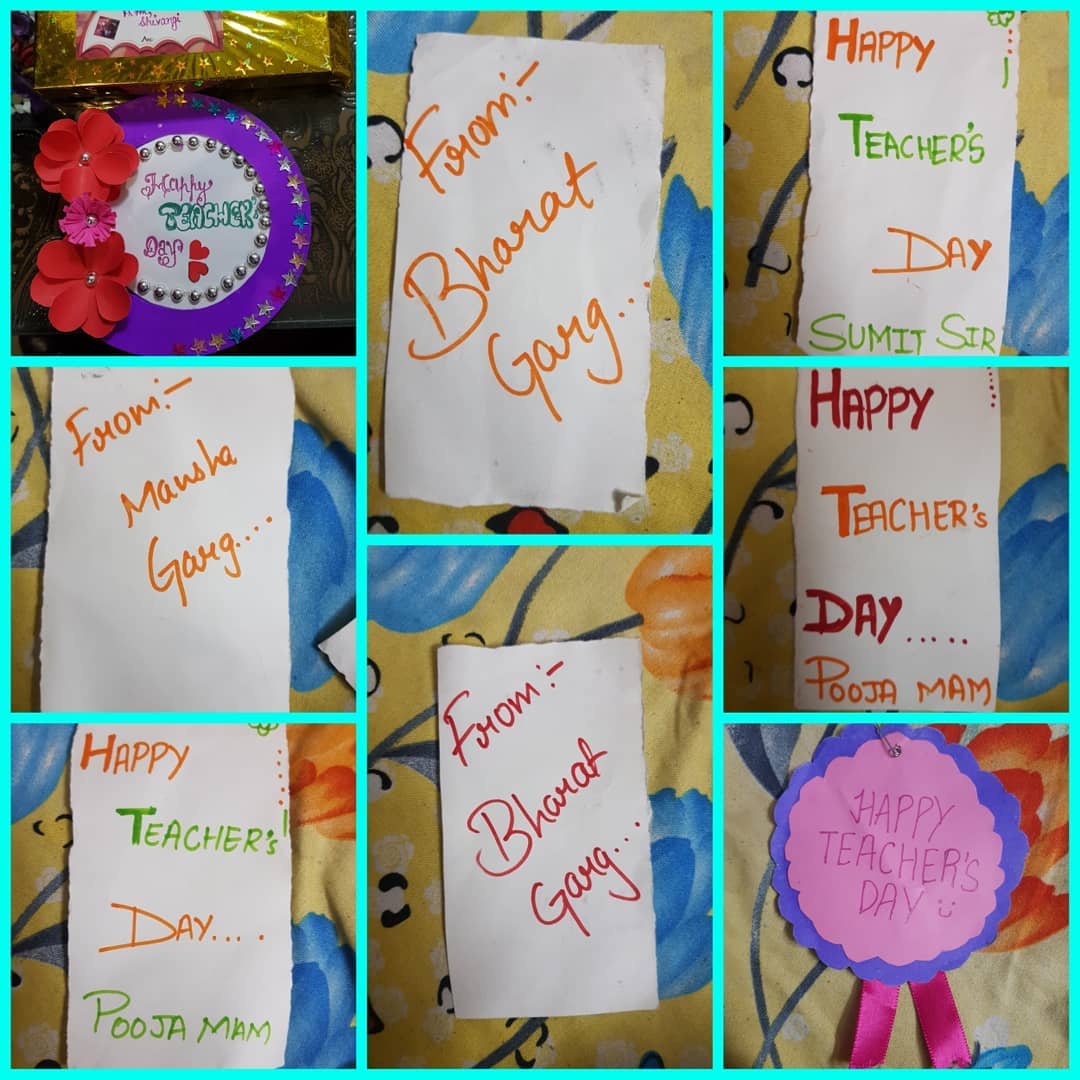 Shivangi
Happy
TEACHER'
Day
From:-
Bharat
Garg...
HAPPY
TEACHER'S
DAY
SUMIT SIR
From:-
Mansha
Garg...
HAPPY
TEACHER's
DAY.....
POOJA MAM
HAPPY
TEACHER's
DAY.....
POOJA MAM
From:-
Bharat
Garg...
HAPPY
TEACHER'S
DAY